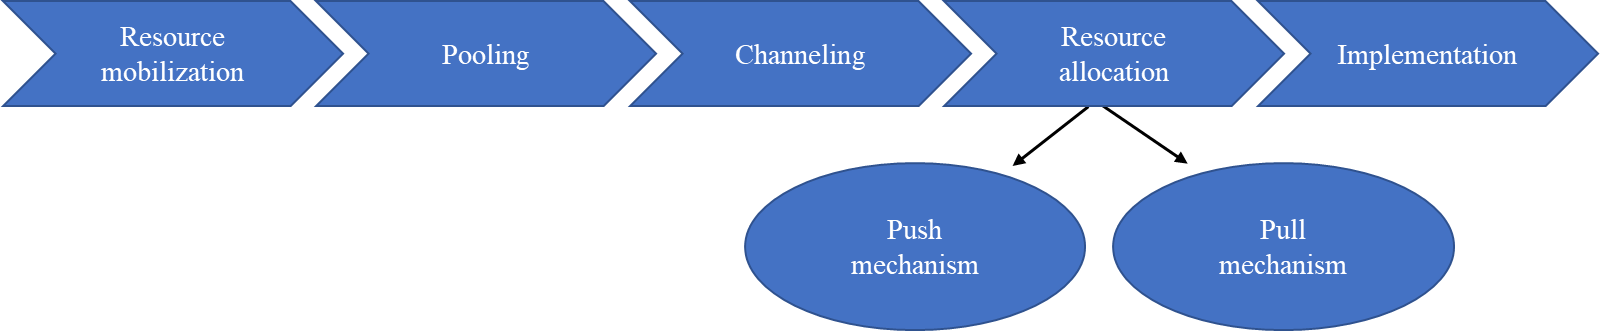 Resource
mobilization
Pooling
Channeling
Resource
allocation
Implementation
Push
mechanism
Pull
mechanism